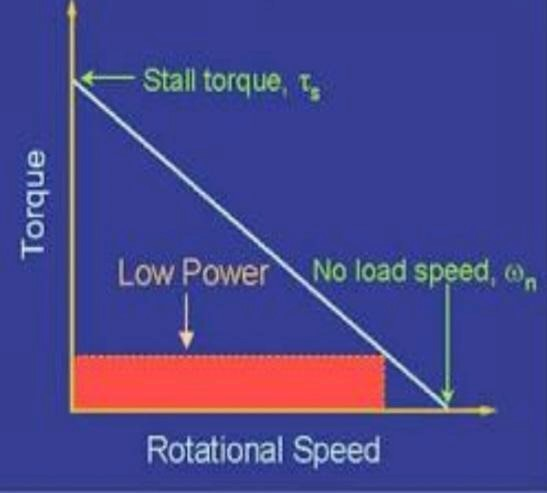 Stall torque, τs
Torque
Low Power
No load speed, ωn
Rotational Speed